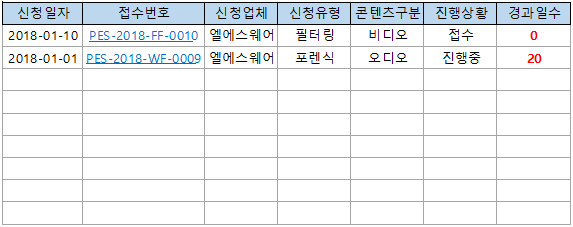 신청일자 접수번호 신청업체 신청유형 콘텐츠구분 진행상황 경과일수
2018-01-10 PES-2018-FF-0010 엘에스웨어 필터링 비디오 접수 0
2018-01-01 PES-2018-WF-0009 엘에스웨어 포렌식 오디오 진행중 20